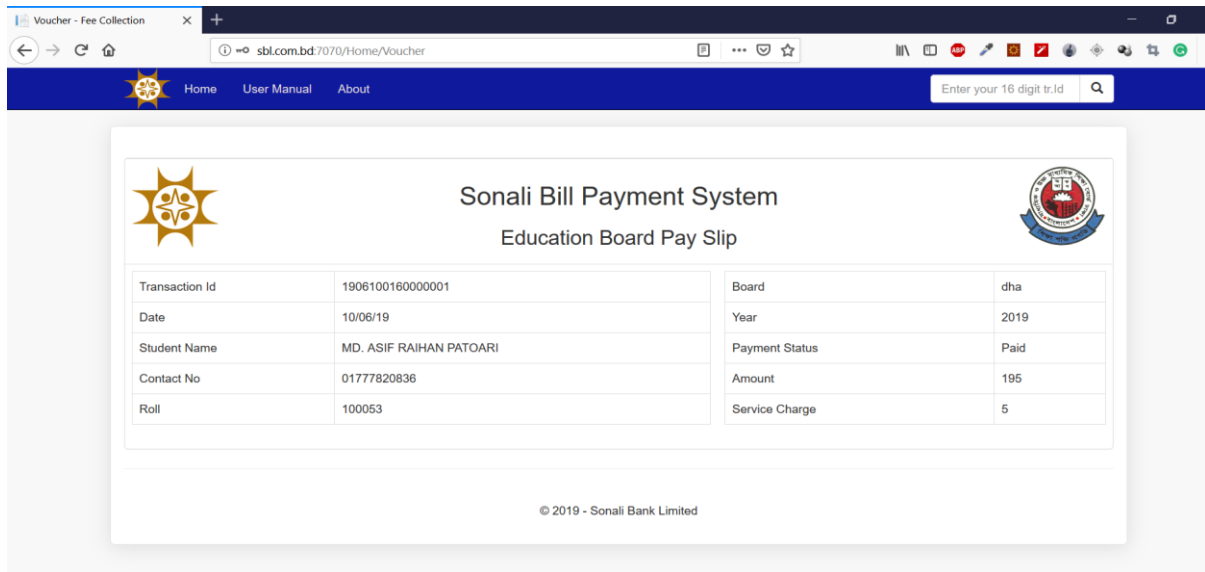 Voucher - Fee Collection
sbl.com.bd:7070/Home/Voucher
ABP
Home User Manual About
Enter your 16 digit tr.Id
Sonali Bill Payment System
Education Board Pay Slip
Transaction Id 1906100160000001 Board dha
Date 10/06/19 Year 2019
Student Name MD. ASIF RAIHAN PATOARI Payment Status Paid
Contact No 01777820836 Amount 195
Roll 100053 Service Charge 5
© 2019 - Sonali Bank Limited